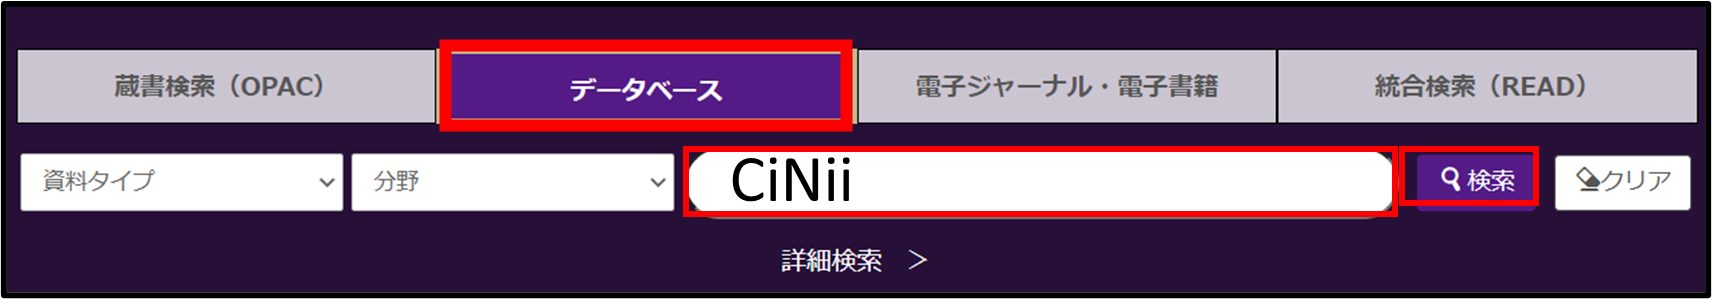 蔵書検索（OPAC）
データベース
電子ジャーナル・電子書籍
統合検索（READ）
資料タイプ
分野
CiNii
検索
クリア
詳細検索 ＞